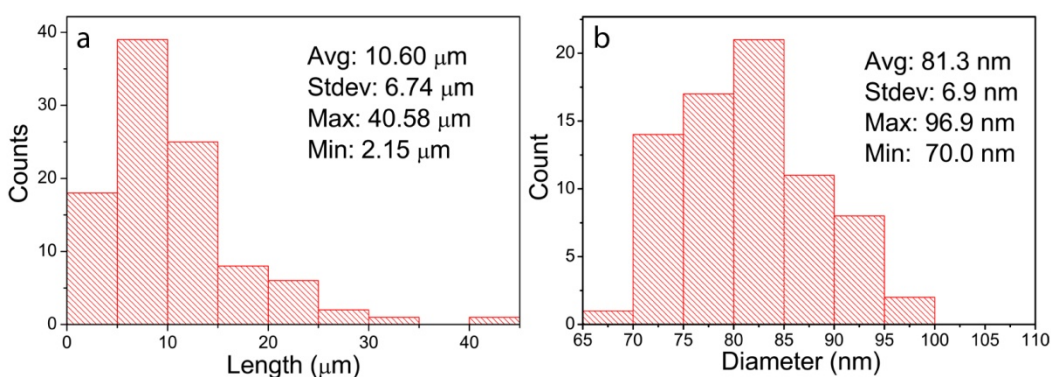 a
Avg: 10.60 μm
Stdev: 6.74 μm
Max: 40.58 μm
Min: 2.15 μm
Counts
40
30
20
10
0
0 10 20 30 40
Length (μm)
b
Avg: 81.3 nm
Stdev: 6.9 nm
Max: 96.9 nm
Min: 70.0 nm
Count
20
15
10
5
0
65 70 75 80 85 90 95 100 105 110
Diameter (nm)